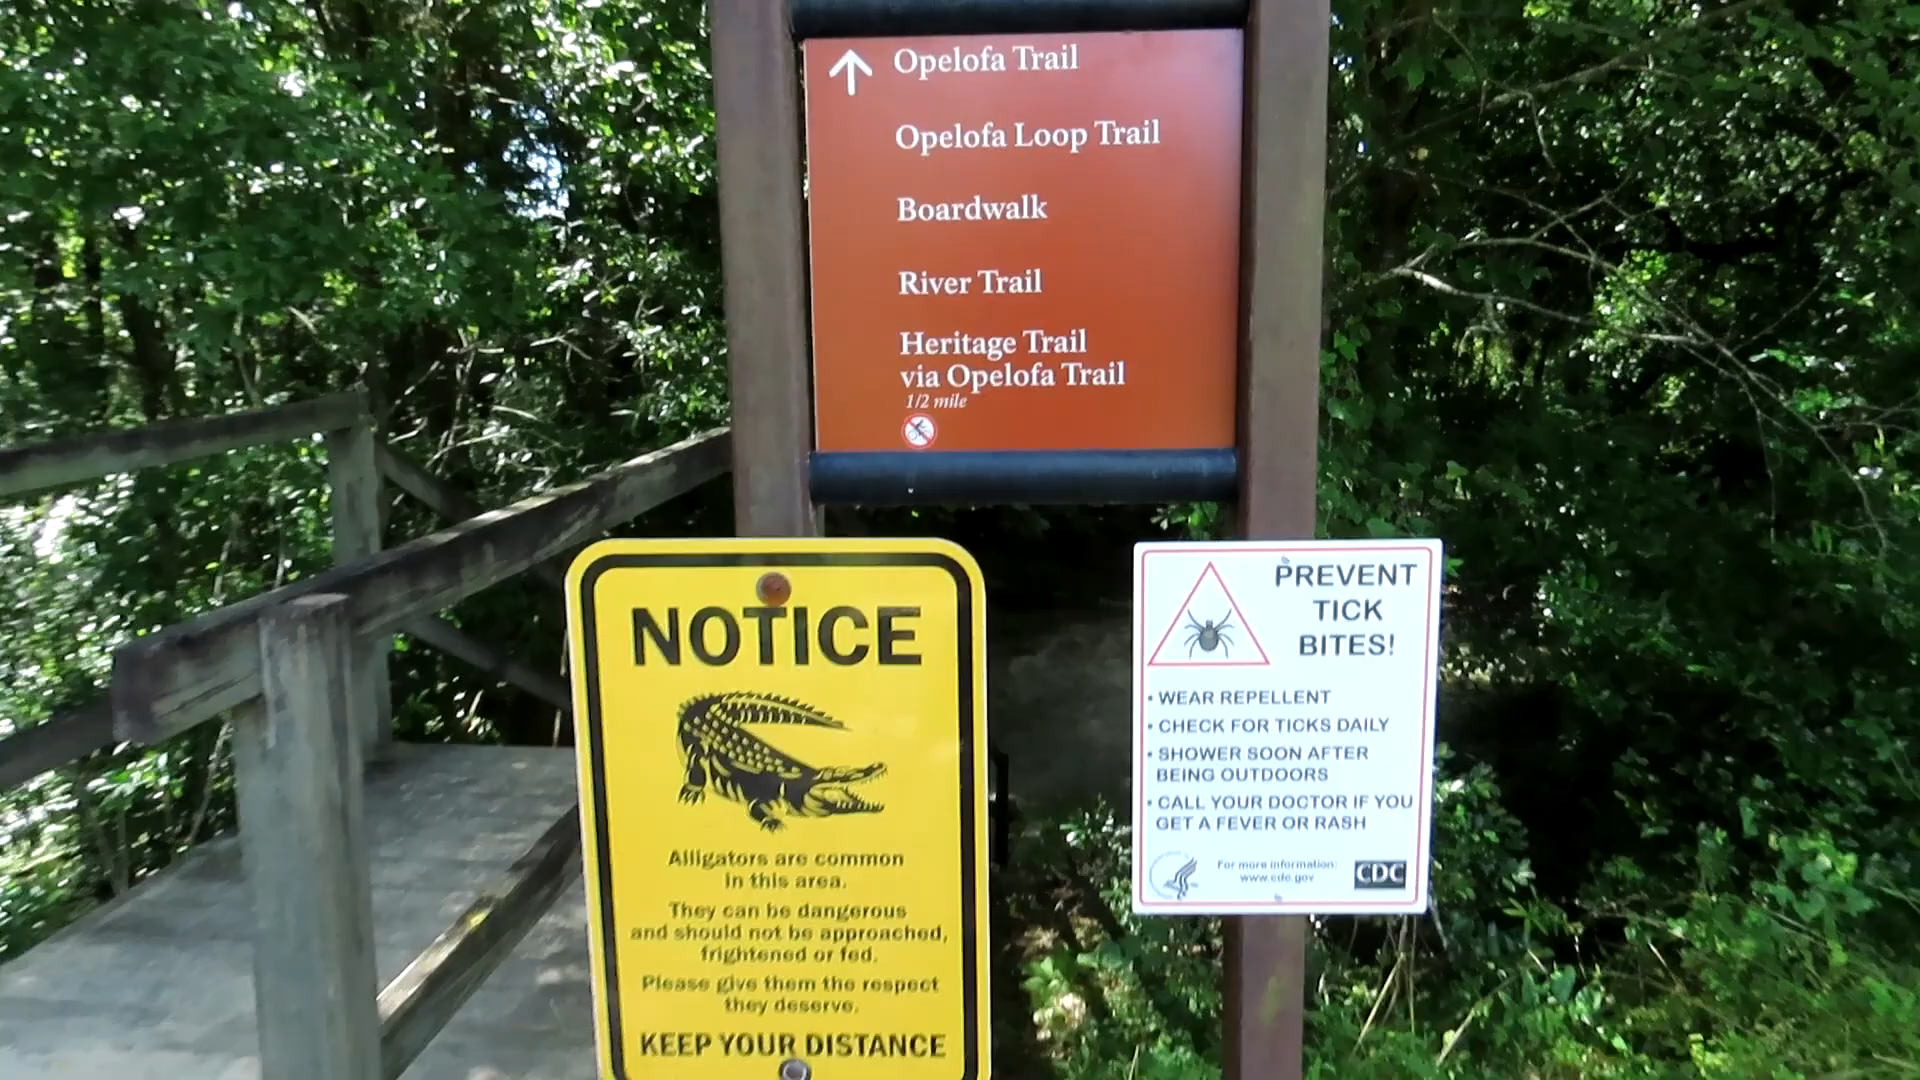 Opelofa Trail
Opelofa Loop Trail
Boardwalk
River Trail
Heritage Trail
via Opelofa Trail
1/2 mile
NOTICE
Alligators are common
in this area.
They can be dangerous
and should not be approached,
frightened or fed.
Please give them the respect
they deserve.
KEEP YOUR DISTANCE
PREVENT
TICK
BITES!
• WEAR REPELLENT
• CHECK FOR TICKS DAILY
• SHOWER SOON AFTER
BEING OUTDOORS
• CALL YOUR DOCTOR IF YOU
GET A FEVER OR RASH
For more information:
www.cdc.gov
CDC